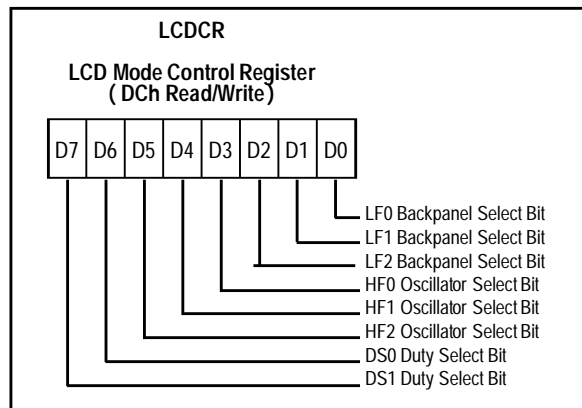 LCDCR
LCD Mode Control Register
( DCh Read/Write)
D7 D6 D5 D4 D3 D2 D1 D0
LF0 Backpanel Select Bit
LF1 Backpanel Select Bit
LF2 Backpanel Select Bit
HF0 Oscillator Select Bit
HF1 Oscillator Select Bit
HF2 Oscillator Select Bit
DS0 Duty Select Bit
DS1 Duty Select Bit